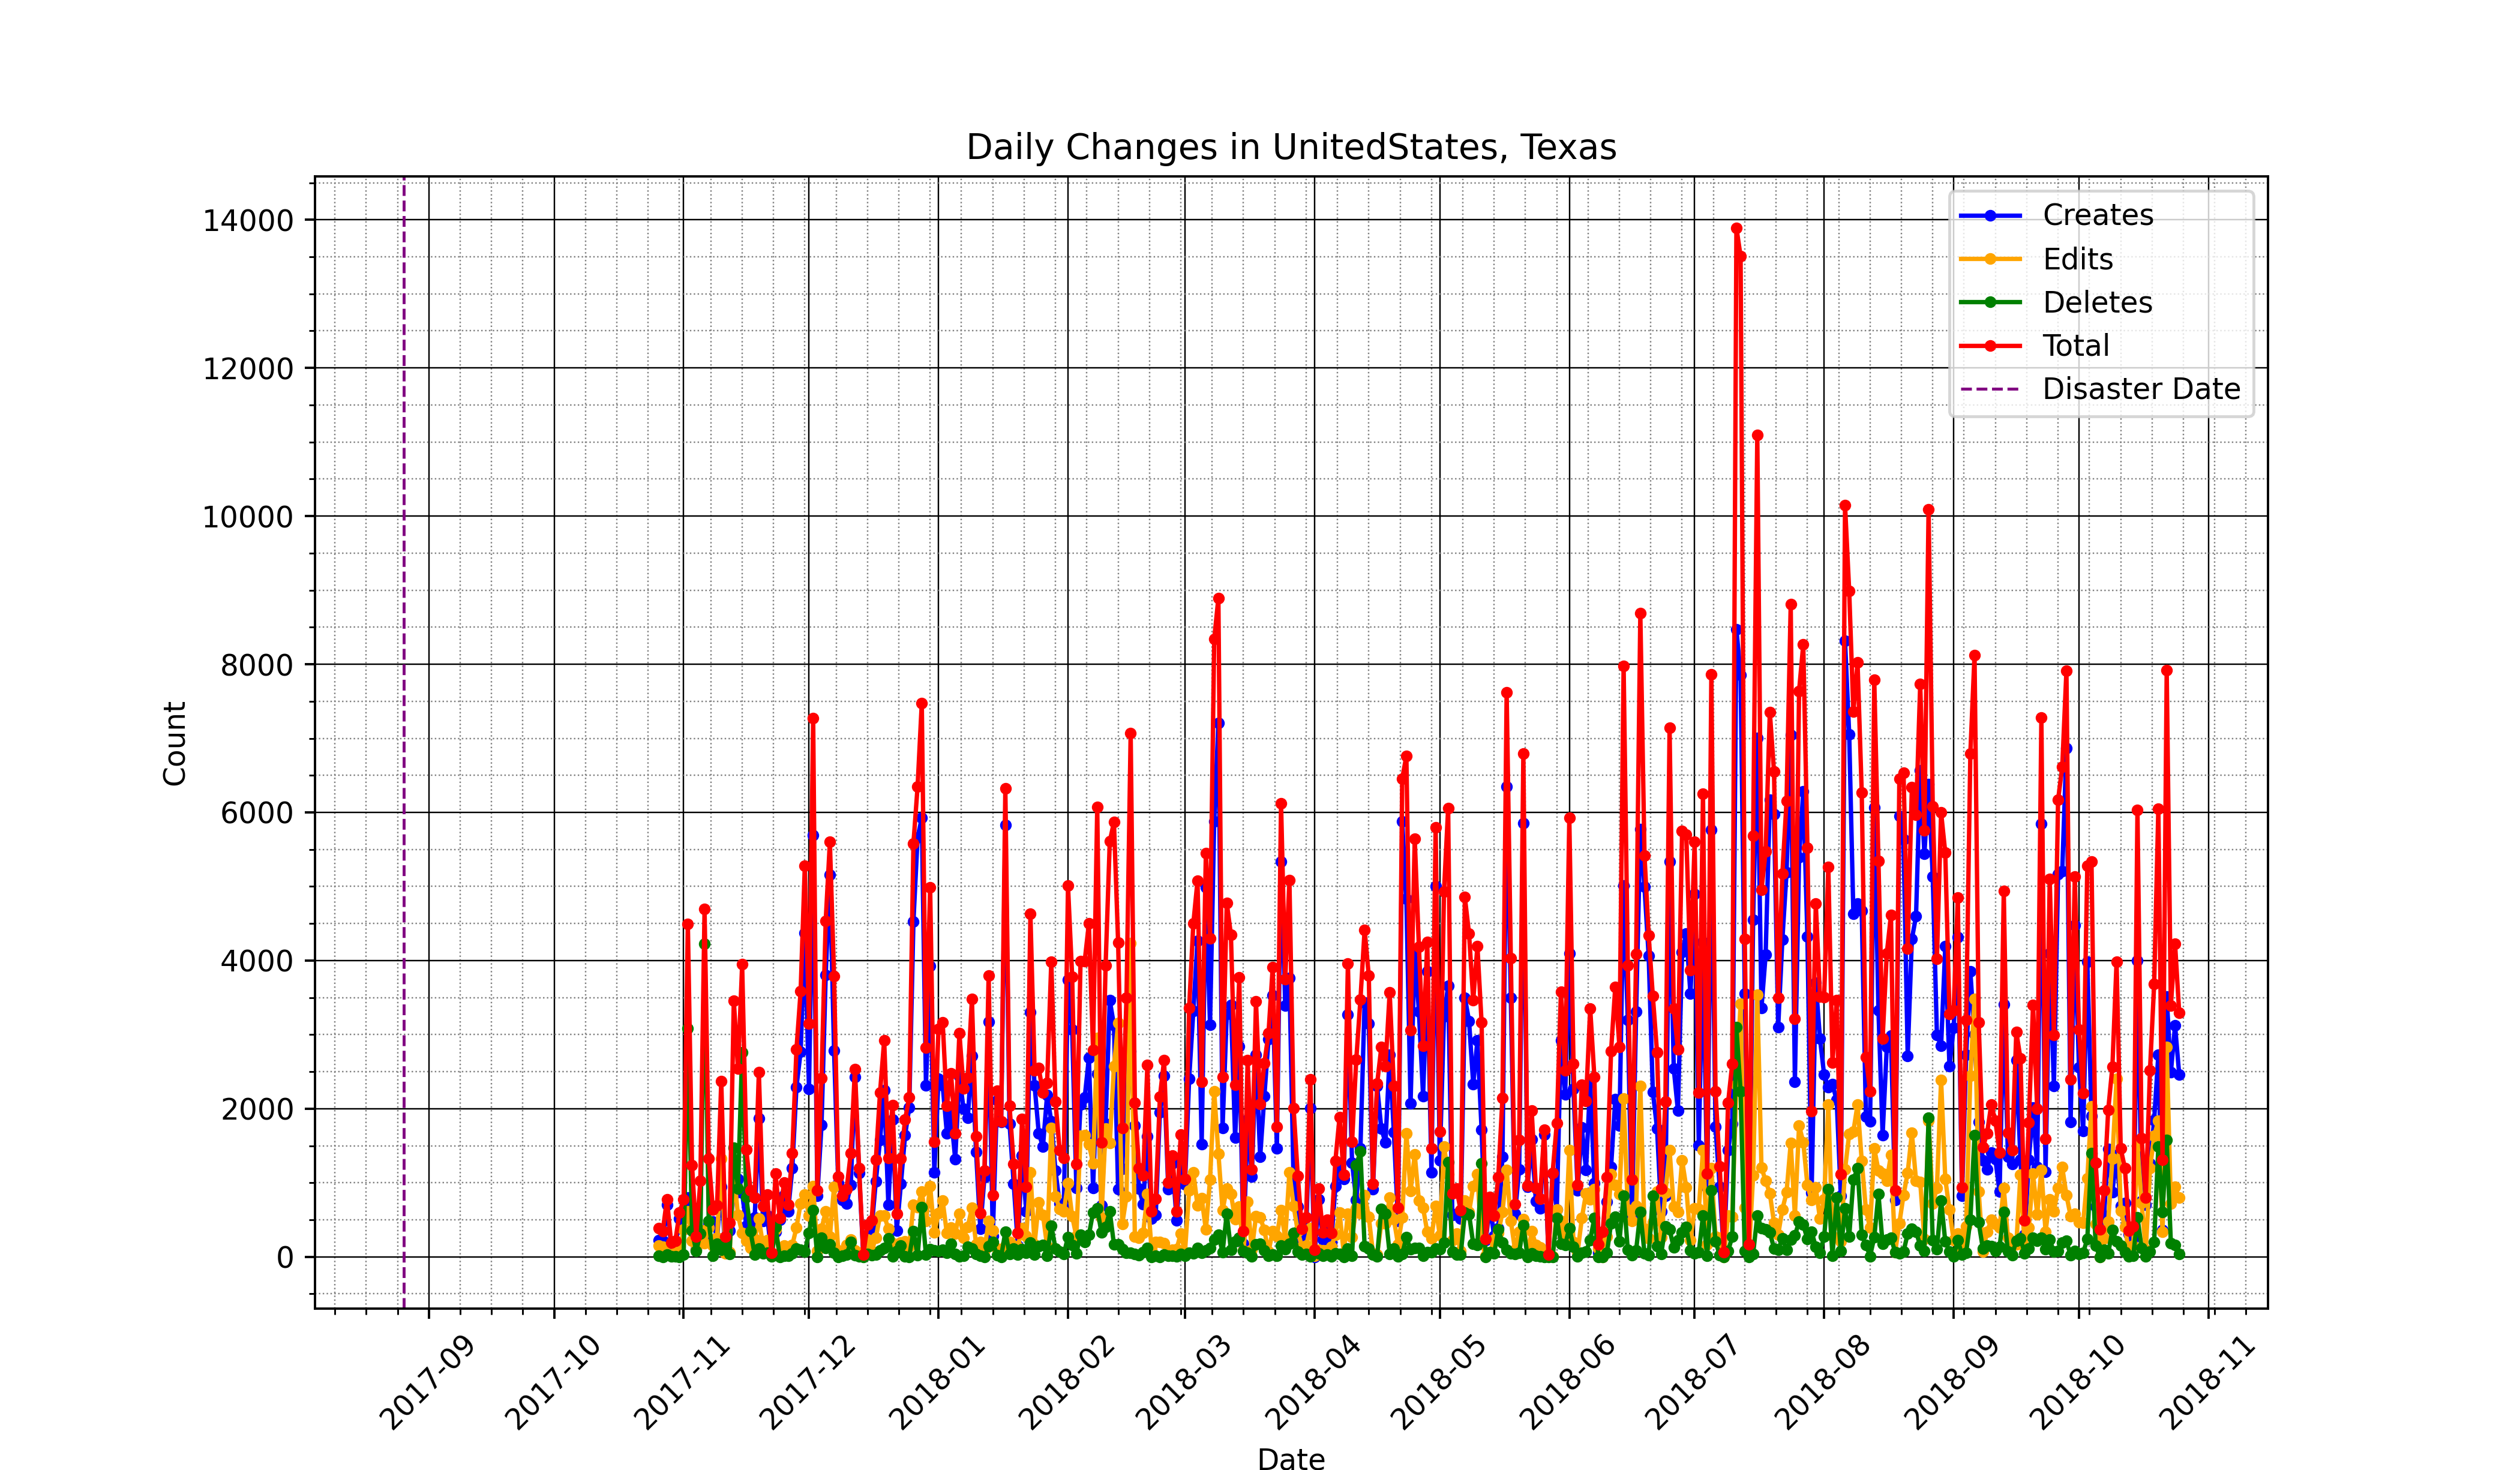 Daily Changes in UnitedStates, Texas
14000
12000
10000
8000
6000
4000
2000
0
Count
Creates
Edits
Deletes
Total
Disaster Date
2017-09
2017-10
2017-11
2017-12
2018-01
2018-02
2018-03
2018-04
2018-05
2018-06
2018-07
2018-08
2018-09
2018-10
2018-11
Date